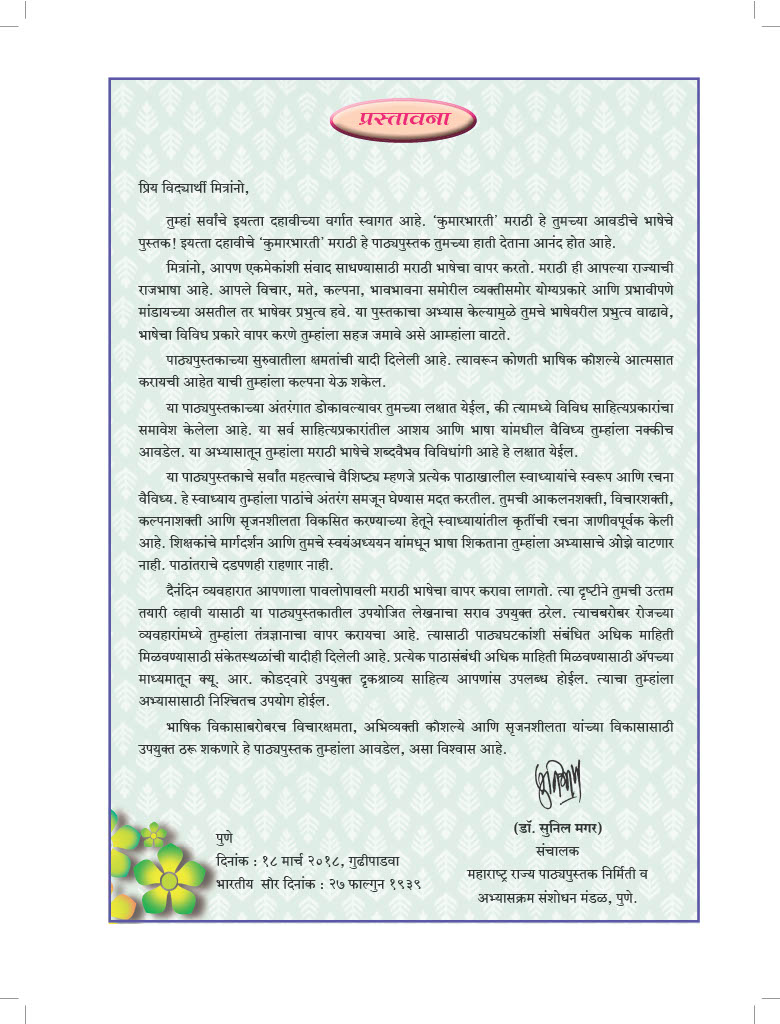 प्रस्तावना
प्रिय विद्यार्थी मित्रांनो,
तुम्हां सर्वांचे इयत्ता दहावीच्या वर्गात स्वागत आहे. ‘कुमारभारती’ मराठी हे तुमच्या आवडीचे भाषेचे
पुस्तक! इयत्ता दहावीचे ‘कुमारभारती’ मराठी हे पाठ्यपुस्तक तुमच्या हाती देताना आनंद होत आहे.
मित्रांनो, आपण एकमेकांशी संवाद साधण्यासाठी मराठी भाषेचा वापर करतो. मराठी ही आपल्या राज्याची
राजभाषा आहे. आपले विचार, मते, कल्पना, भावभावना समोरील व्यक्तीसमोर योग्यप्रकारे आणि प्रभावीपणे
मांडायच्या असतील तर भाषेवर प्रभुत्व हवे. या पुस्तकाचा अभ्यास केल्यामुळे तुमचे भाषेवरील प्रभुत्व वाढावे,
भाषेचा विविध प्रकारे वापर करणे तुम्हांला सहज जमावे असे आम्हांला वाटते.
पाठ्यपुस्तकाच्या सुरुवातीला क्षमतांची यादी दिलेली आहे. त्यावरून कोणती भाषिक कौशल्ये आत्मसात
करायची आहेत याची तुम्हांला कल्पना येऊ शकेल.
या पाठ्यपुस्तकाच्या अंतरंगात डोकावल्यावर तुमच्या लक्षात येईल, की त्यामध्ये विविध साहित्यप्रकारांचा
समावेश केलेला आहे. या सर्व साहित्यप्रकारांतील आशय आणि भाषा यांमधील वैविध्य तुम्हांला नक्कीच
आवडेल. या अभ्यासातून तुम्हांला मराठी भाषेचे शब्दवैभव विविधांगी आहे हे लक्षात येईल.
या पाठ्यपुस्तकाचे सर्वांत महत्त्वाचे वैशिष्ट्य म्हणजे प्रत्येक पाठाखालील स्वाध्यायांचे स्वरूप आणि रचना
वैविध्य. हे स्वाध्याय तुम्हांला पाठांचे अंतरंग समजून घेण्यास मदत करतील. तुमची आकलनशक्ती, विचारशक्ती,
कल्पनाशक्ती आणि सृजनशीलता विकसित करण्याच्या हेतूने स्वाध्यायांतील कृतींची रचना जाणीवपूर्वक केली
आहे. शिक्षकांचे मार्गदर्शन आणि तुमचे स्वयंअध्ययन यांमधून भाषा शिकताना तुम्हांला अभ्यासाचे ओझे वाटणार
नाही. पाठांतराचे दडपणही राहणार नाही.
दैनंदिन व्यवहारात आपणाला पावलोपावली मराठी भाषेचा वापर करावा लागतो. त्या दृष्टीने तुमची उत्तम
तयारी व्हावी यासाठी या पाठ्यपुस्तकातील उपयोजित लेखनाचा सराव उपयुक्त ठरेल. त्याचबरोबर रोजच्या
व्यवहारांमध्ये तुम्हांला तंत्रज्ञानाचा वापर करायचा आहे. त्यासाठी पाठ्यघटकांशी संबंधित अधिक माहिती
मिळवण्यासाठी संकेतस्थळांची यादीही दिलेली आहे. प्रत्येक पाठासंबंधी अधिक माहिती मिळवण्यासाठी ॲपच्या
माध्यमातून क्यू. आर. कोडद्वारे उपयुक्त दृकश्राव्य साहित्य आपणांस उपलब्ध होईल. त्याचा तुम्हांला
अभ्यासासाठी निश्चितच उपयोग होईल.
भाषिक विकासाबरोबरच विचारक्षमता, अभिव्यक्ती कौशल्ये आणि सृजनशीलता यांच्या विकासासाठी
उपयुक्त ठरू शकणारे हे पाठ्यपुस्तक तुम्हांला आवडेल, असा विश्वास आहे.
(डॉ. सुनिल मगर)
संचालक
महाराष्ट्र राज्य पाठ्यपुस्तक निर्मिती व
अभ्यासक्रम संशोधन मंडळ, पुणे.
पुणे
दिनांक : १८ मार्च २०१८, गुढीपाडवा
भारतीय सौर दिनांक : २७ फाल्गुन १९३९